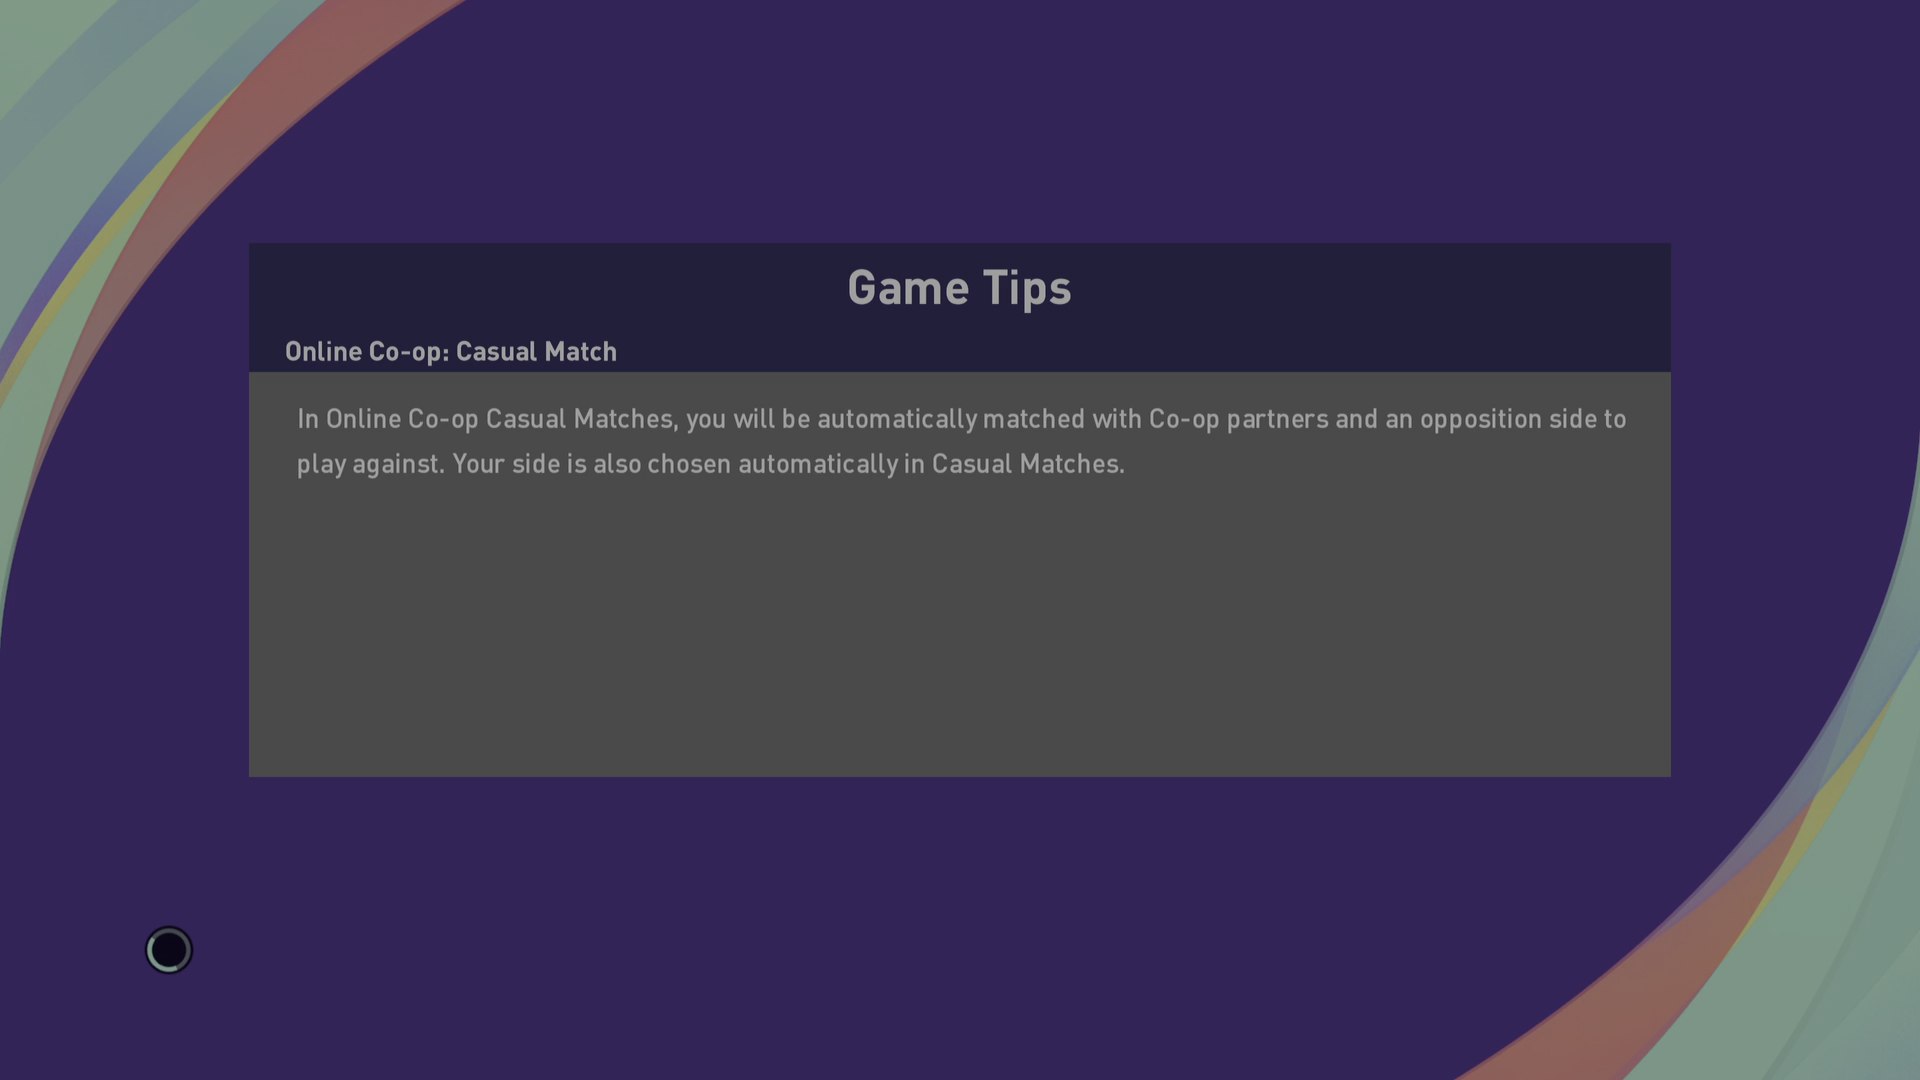 Game Tips
Online Co-op: Casual Match
In Online Co-op Casual Matches, you will be automatically matched with Co-op partners and an opposition side to
play against. Your side is also chosen automatically in Casual Matches.